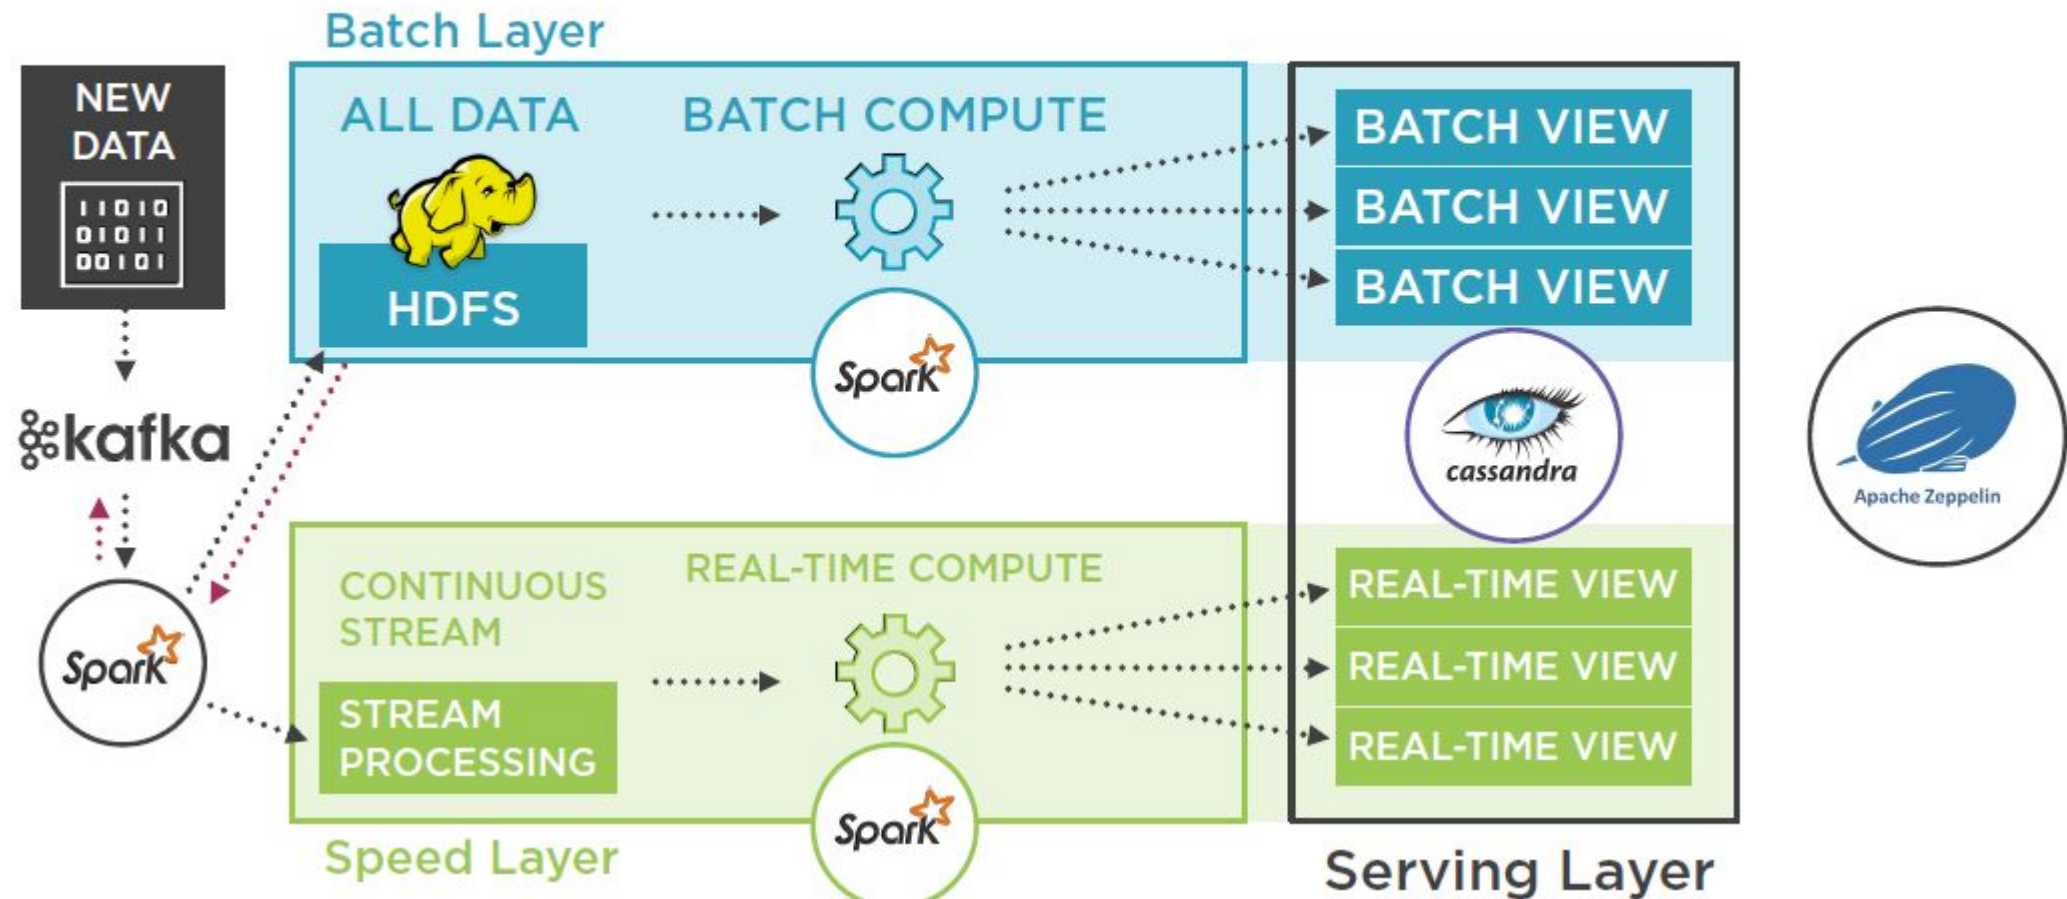 Batch Layer
NEW
DATA
11010
01011
00101
ALL DATA
BATCH COMPUTE
HDFS
Spark
BATCH VIEW
BATCH VIEW
BATCH VIEW
kafka
cassandra
Apache Zeppelin
Spark
CONTINUOUS
STREAM
REAL-TIME COMPUTE
STREAM
PROCESSING
Spark
REAL-TIME VIEW
REAL-TIME VIEW
REAL-TIME VIEW
Speed Layer
Serving Layer